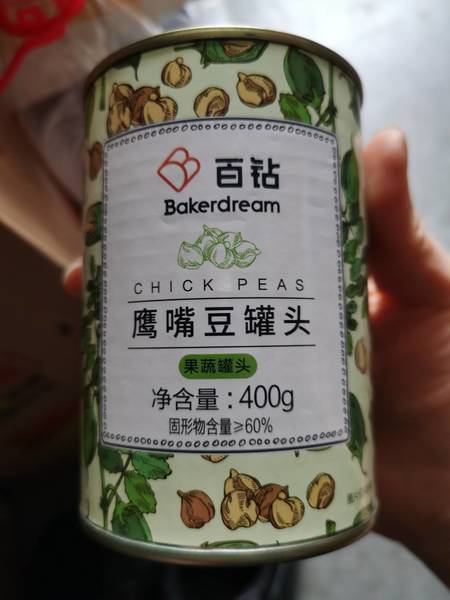 百钻
Bakerdream
CHICK PEAS
鹰嘴豆罐头
果蔬罐头
净含量：400g
固形物含量≥60%